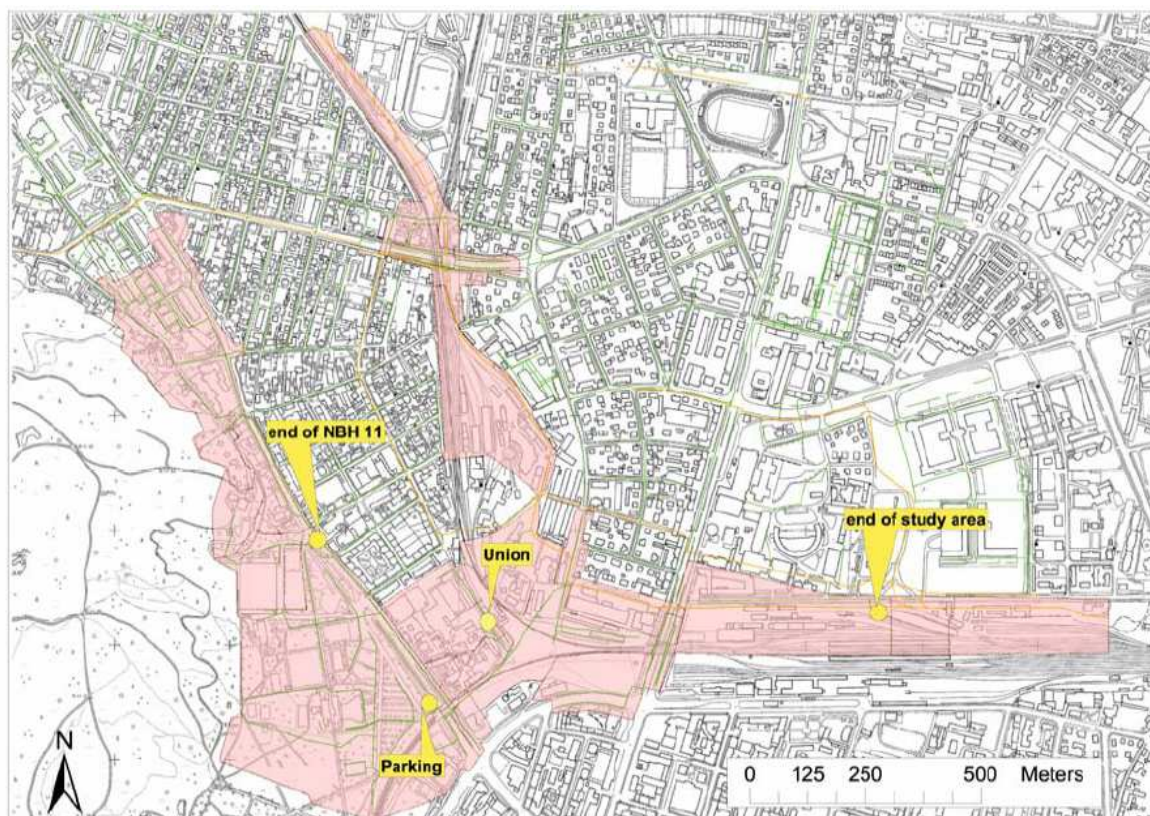 end of NBH 11
end of study area
Union
Parking
N
0 125 250 500 Meters